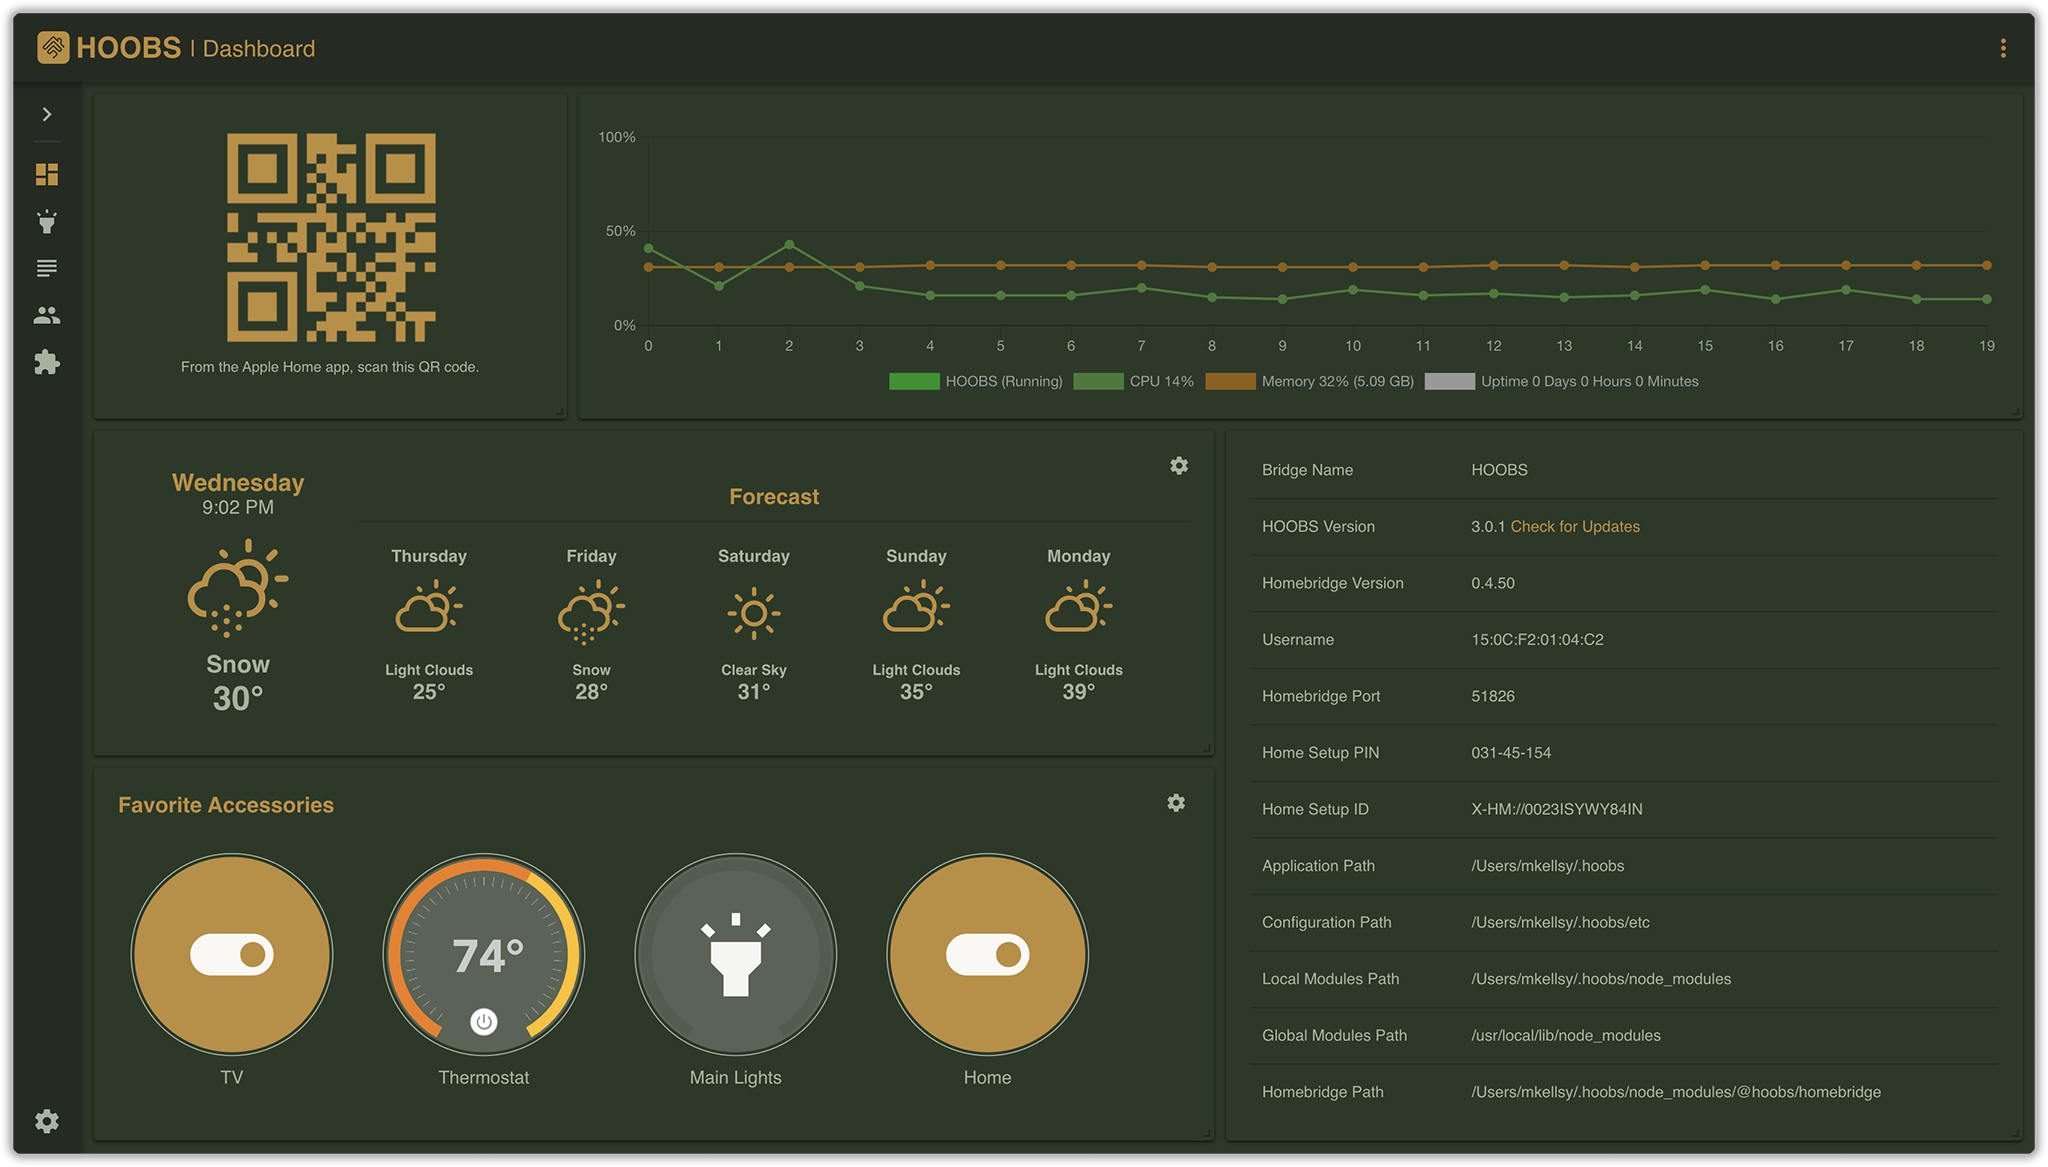 HOOBS | Dashboard
From the Apple Home app, scan this QR code.
100%
50%
0%
0 1 2 3 4 5 6 7 8 9 10 11 12 13 14 15 16 17 18 19
HOOBS (Running) CPU 14% Memory 32% (5.09 GB) Uptime 0 Days 0 Hours 0 Minutes
Wednesday
9:02 PM
Snow
30°
Forecast
Thursday Friday Saturday Sunday Monday
Light Clouds Snow Clear Sky Light Clouds Light Clouds
25° 28° 31° 35° 39°
Favorite Accessories
74°
TV Thermostat Main Lights Home
Bridge Name HOOBS
HOOBS Version 3.0.1 Check for Updates
Homebridge Version 0.4.50
Username 15:0C:F2:01:04:C2
Homebridge Port 51826
Home Setup PIN 031-45-154
Home Setup ID X-HM://0023ISYWY84IN
Application Path /Users/mkellsy/.hoobs
Configuration Path /Users/mkellsy/.hoobs/etc
Local Modules Path /Users/mkellsy/.hoobs/node_modules
Global Modules Path /usr/local/lib/node_modules
Homebridge Path /Users/mkellsy/.hoobs/node_modules/@hoobs/homebridge